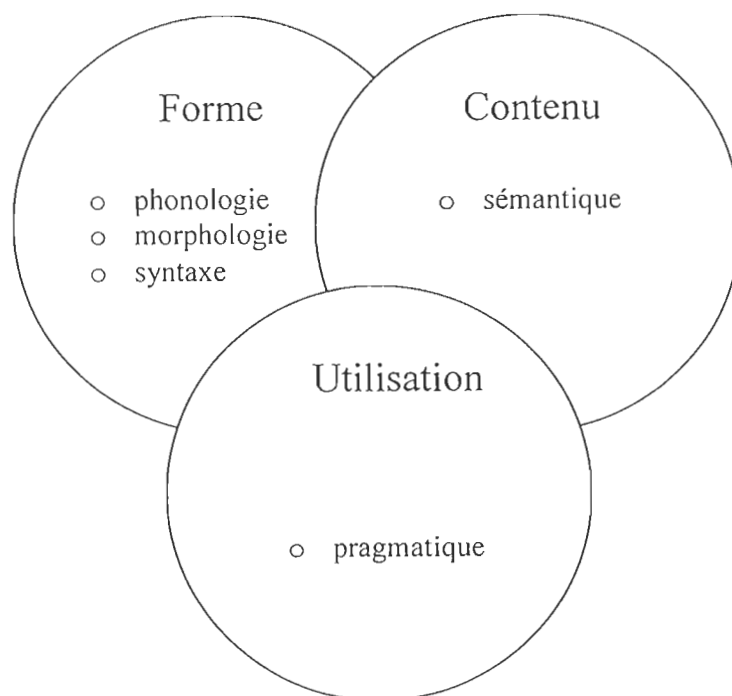 Forme
○ phonologie
○ morphologie
○ syntaxe
Contenu
○ sémantique
Utilisation
○ pragmatique